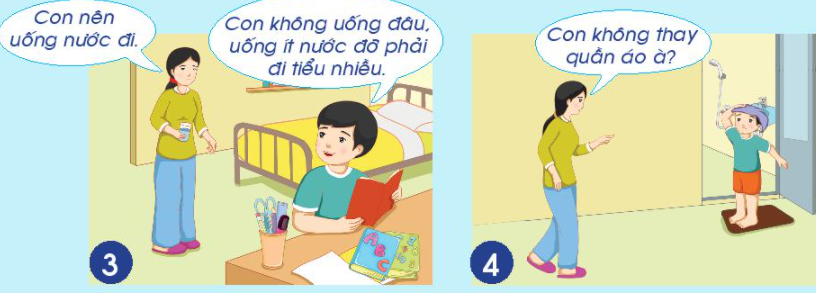 Con nên
uống nước đi.
Con không uống đâu,
uống ít nước đỡ phải
đi tiểu nhiều.
3
ABC
Con không thay
quần áo à?
4